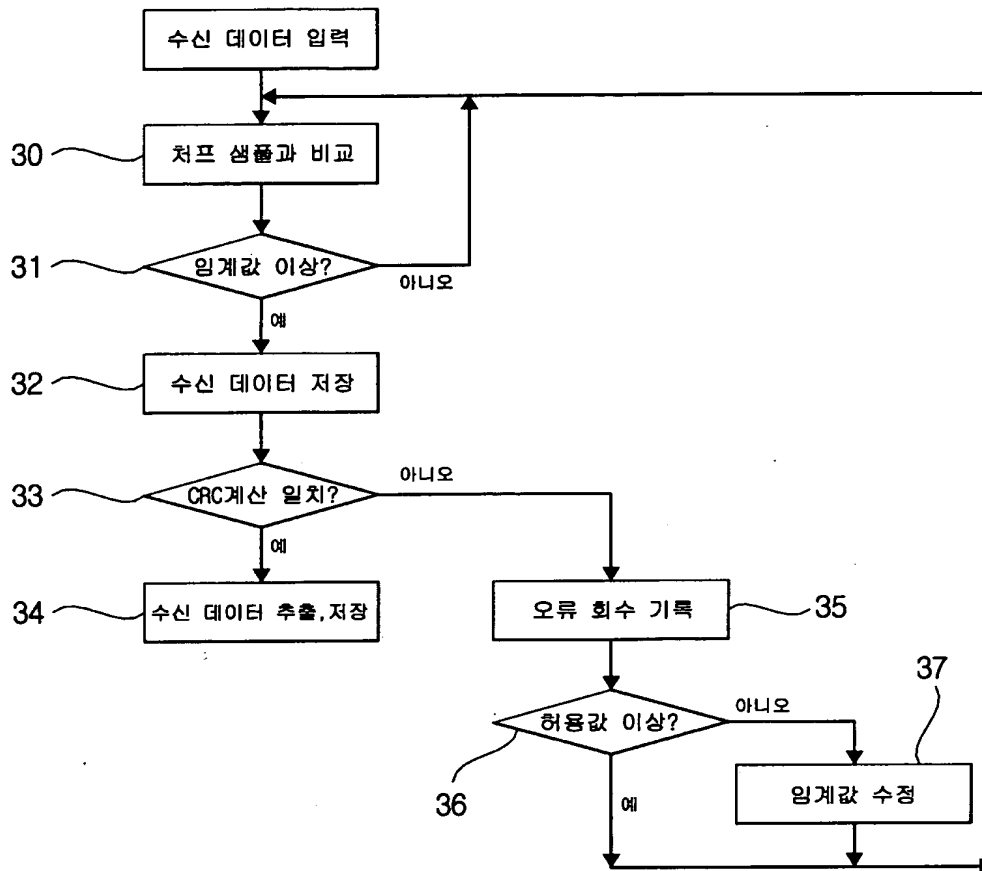 수신 데이터 입력
30
처프 샘플과 비교
31
임계값 이상?
아니오
예
32
수신 데이터 저장
33
CRC계산 일치?
아니오
예
34
수신 데이터 추출,저장
오류 회수 기록
35
37
허용값 이상?
아니오
36
예
임계값 수정